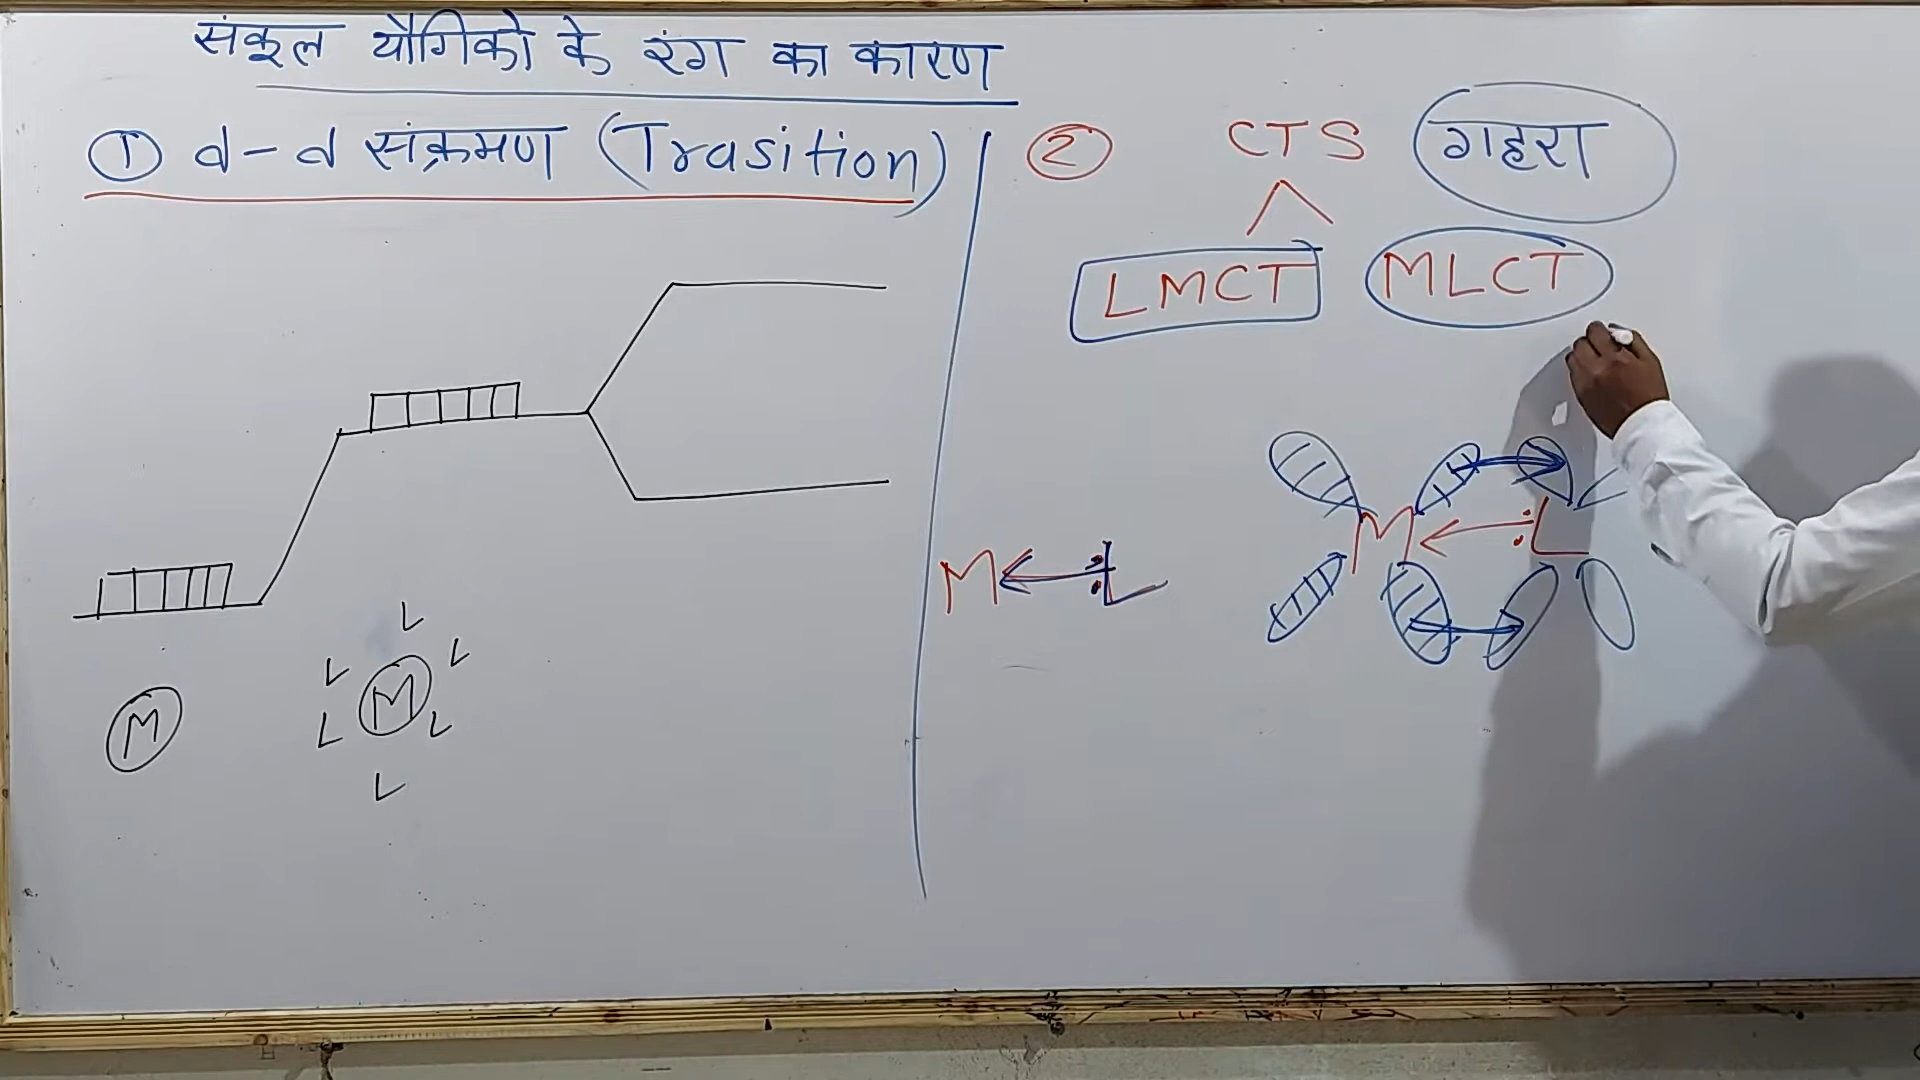 संकूल यौगिको के रंग का कारण
① d-d संक्रमण (Trasition)
② CTS गहरा
LMCT MLCT
M L
M L
M
L
L L
M
L L
L